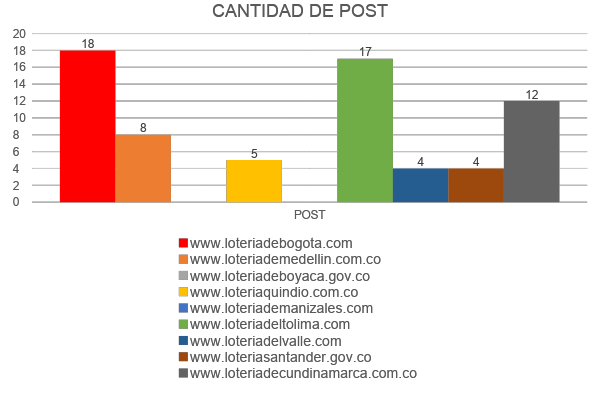 CANTIDAD DE POST
20
18
16
14
12
10
8
6
4
2
0
18
8
5
17
4
4
12
POST
www.loteriadebogota.com
www.loteriademedellin.com.co
www.loteriadeboyaca.gov.co
www.loteriaquindio.com.co
www.loteriademanizales.com
www.loteriadeltolima.com
www.loteriadelvalle.com
www.loteriasantander.gov.co
www.loteriadecundinamarca.com.co